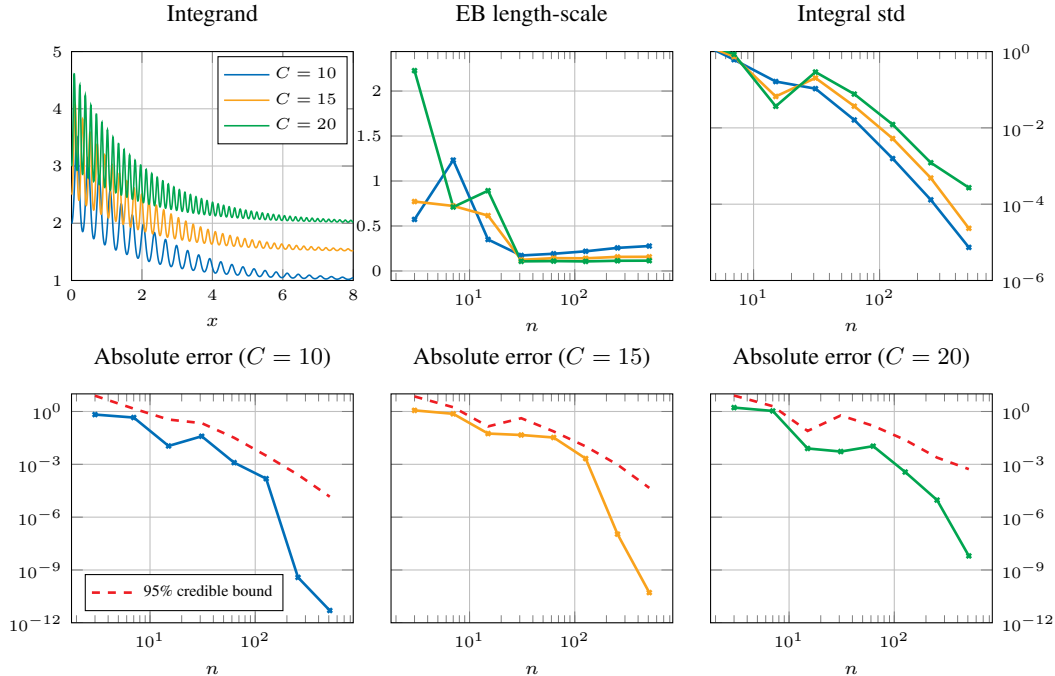 Integrand
EB length-scale
Integral std
5
4
3
2
1
C = 10
C = 15
C = 20
0 2 4 6 8
x
2
1.5
1
0.5
0
10^1 10^2
n
10^0
10^−2
10^−4
10^−6
10^1 10^2
n
Absolute error (C = 10)
Absolute error (C = 15)
Absolute error (C = 20)
10^0
10^−3
10^−6
10^−9
10^−12
95% credible bound
10^1 10^2
n
10^1 10^2
n
10^0
10^−3
10^−6
10^−9
10^−12
10^1 10^2
n